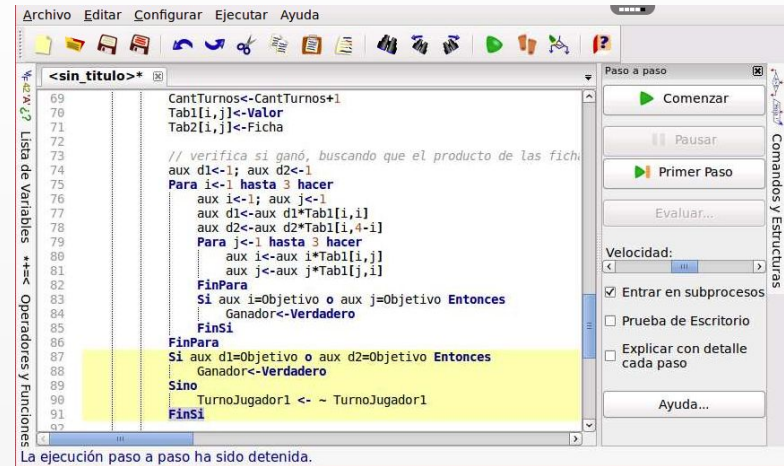 Archivo Editar Configurar Ejecutar Ayuda
<sin_titulo>*
Paso a paso
69 CantTurnos<-CantTurnos+1
70 Tab1[i,j]<-Valor
71 Tab2[i,j]<-Ficha
72
73 // verifica si ganó, buscando que el producto de las ficha
74 aux d1<-1; aux d2<-1
75 Para i<-1 hasta 3 hacer
76 aux i<-1; aux j<-1
77 aux d1<-aux d1*Tab1[i,i]
78 aux d2<-aux d2*Tab1[i,4-i]
79 Para j<-1 hasta 3 hacer
80 aux i<-aux i*Tab1[i,j]
81 aux j<-aux j*Tab1[j,i]
82 FinPara
83 Si aux i=Objetivo o aux j=Objetivo Entonces
84 Ganador<-Verdadero
85 FinSi
86 FinPara
87 Si aux d1=Objetivo o aux d2=Objetivo Entonces
88 Ganador<-Verdadero
89 Sino
90 TurnoJugador1 <- ~ TurnoJugador1
91 FinSi
92
Lista de Variables
*+=< Operadores y Funciones
Comenzar
Pausar
Primer Paso
Evaluar...
Velocidad:
Entrar en subprocesos
Prueba de Escritorio
Explicar con detalle
cada paso
Ayuda...
Comandos y Estructuras
La ejecución paso a paso ha sido detenida.